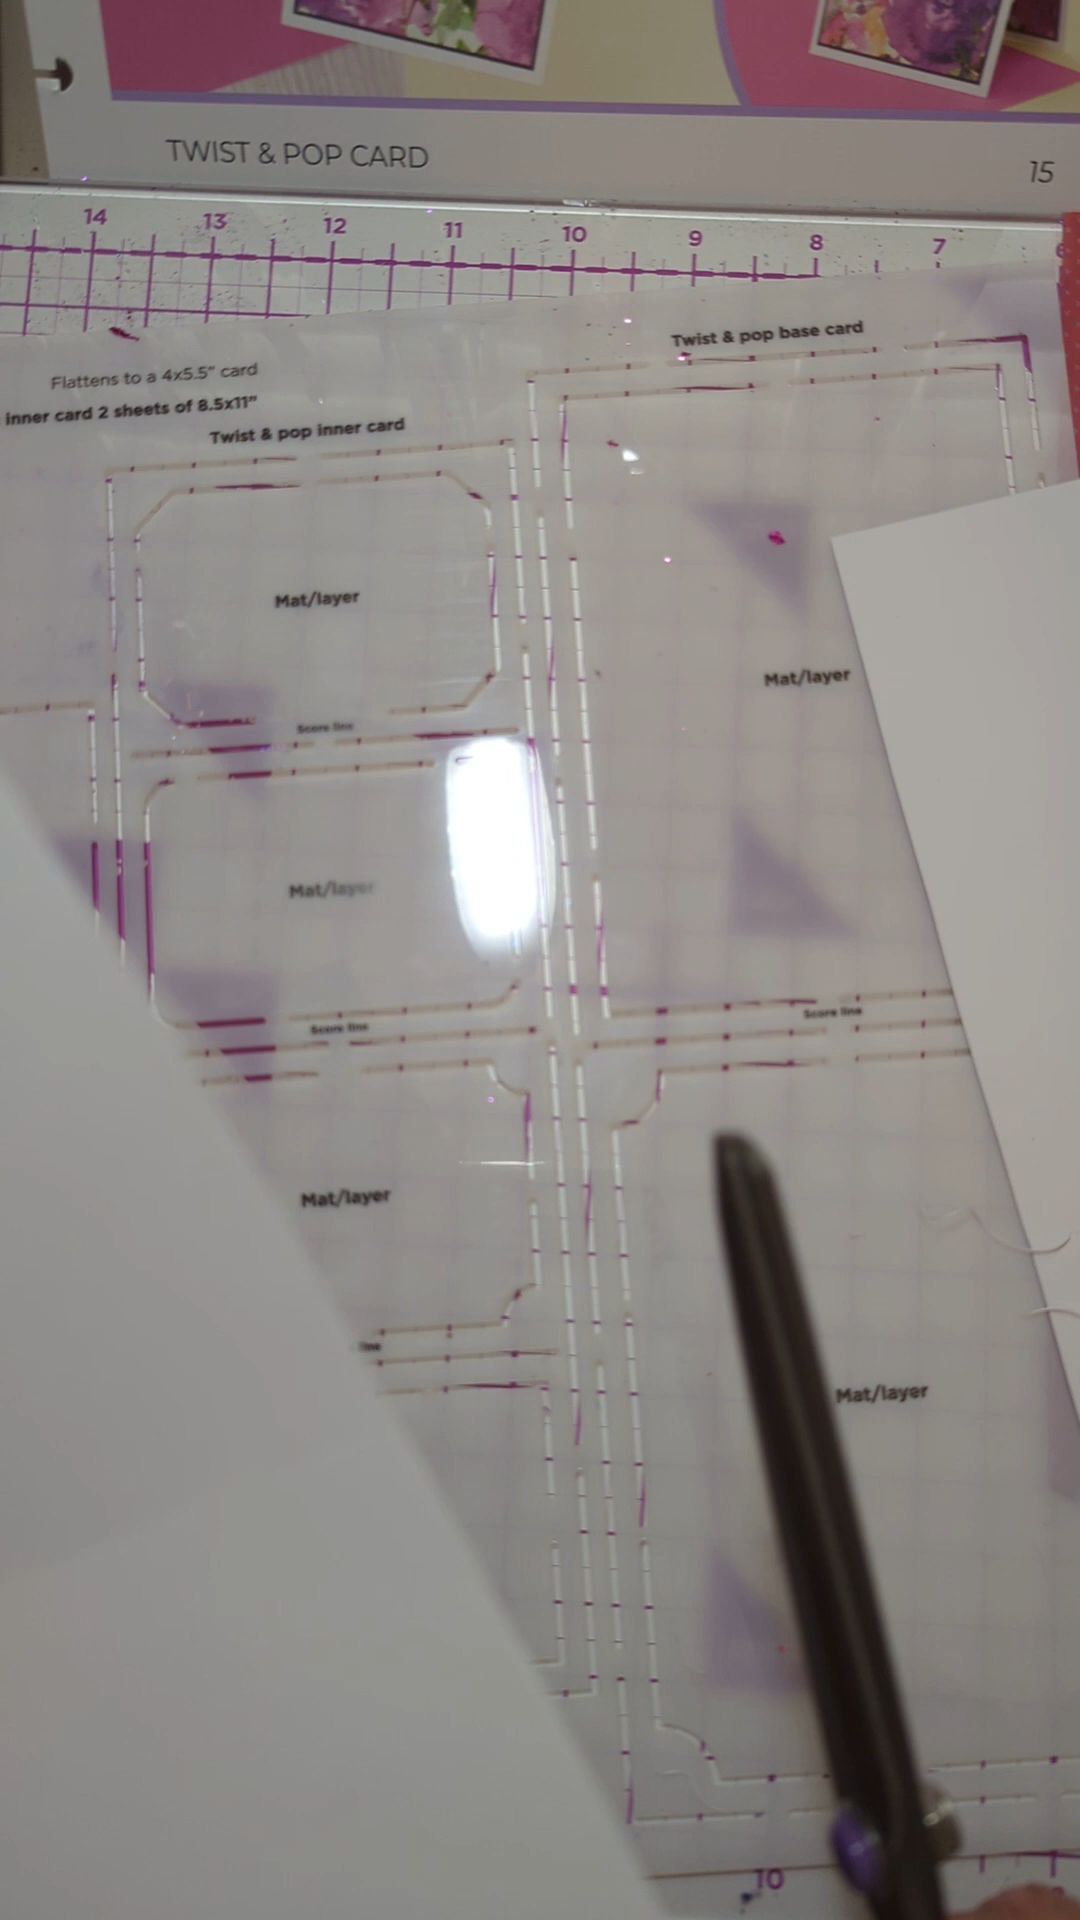 TWIST & POP CARD
15
14 13 12 11 10 9 8 7
Twist & pop base card
Flattens to a 4x5.5" card
inner card 2 sheets of 8.5x11"
Twist & pop inner card
Mat/layer
Mat/layer
Score line
Mat/layer
Score line
Score line
Mat/layer
line
Mat/layer
10